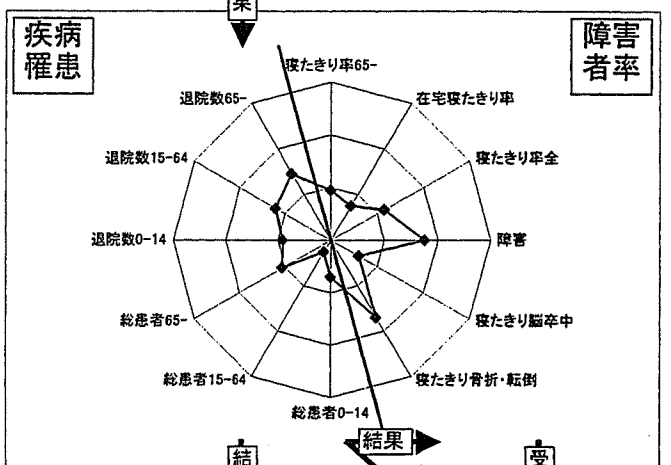 果
疾病
罹患
障害
者率
寝たきり率65-
退院数65-
在宅寝たきり率
退院数15-64
寝たきり率全
退院数0-14
障害
総患者65-
寝たきり脳卒中
総患者15-64
寝たきり骨折・転倒
総患者0-14
結果
結
受